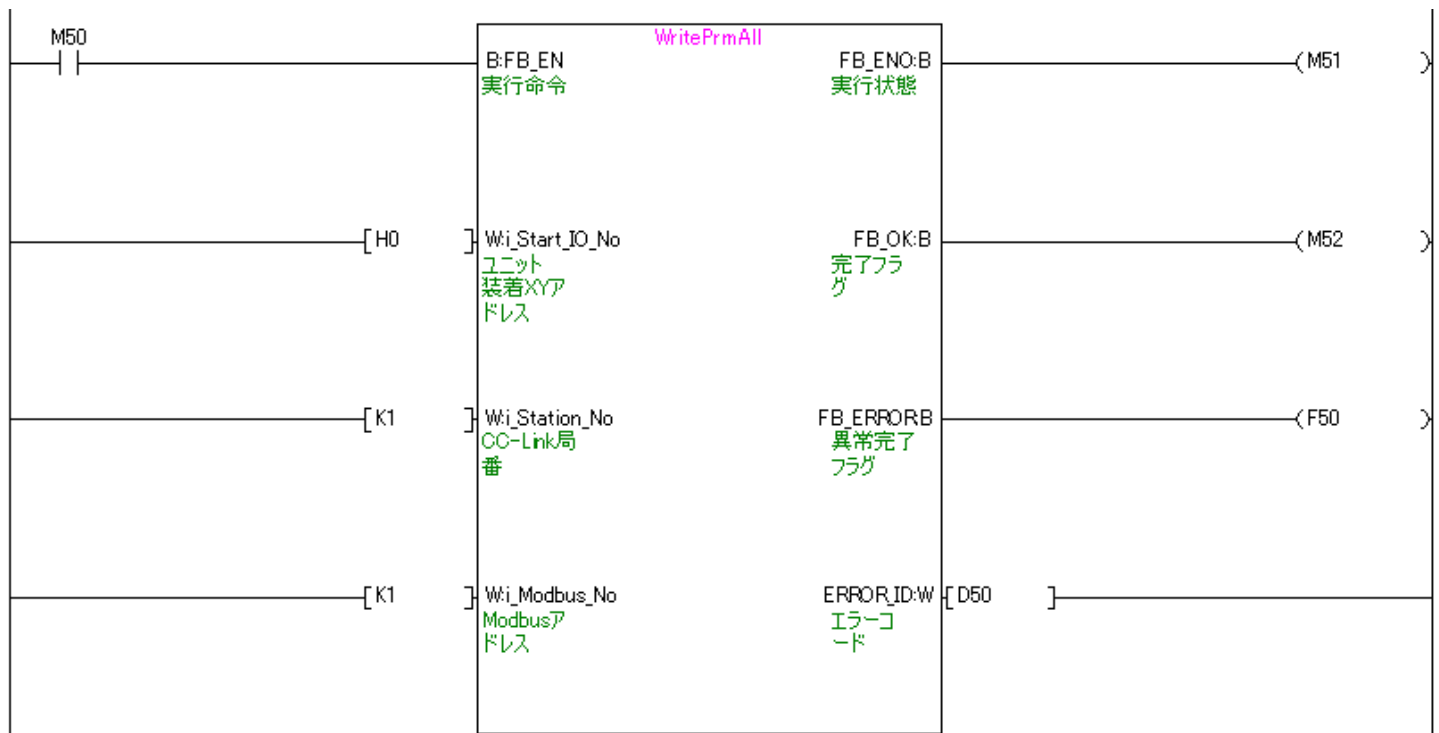 M50
WritePrmAll
B:FB_EN
FB_ENO:B
(M51 )
実行命令
実行状態
[H0 ]
W:i_Start_IO_No
FB_OK:B
(M52 )
ユニット
装着XYア
ドレス
完了フラ
グ
[K1 ]
W:i_Station_No
FB_ERROR:B
(F50 )
CC-Link局
番
異常完了
フラグ
[K1 ]
W:i_Modbus_No
ERROR_ID:W
[D50 ]
Modbusア
ドレス
エラーコ
ード